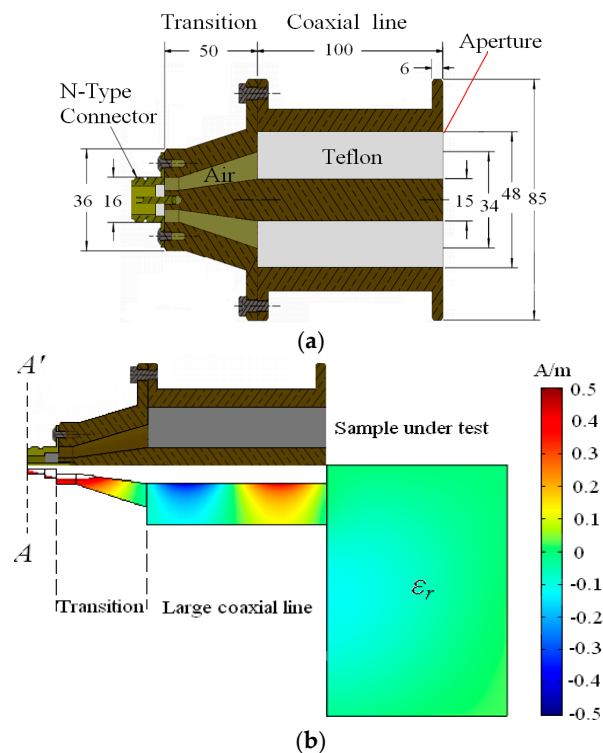 Transition Coaxial line
50 100
Aperture
6
N-Type
Connector
Air
Teflon
36 16
15 34 48 85
(a)
A'
A/m
0.5
0.4
0.3
0.2
0.1
0
-0.1
-0.2
-0.3
-0.4
-0.5
Sample under test
εr
A
Transition Large coaxial line
(b)